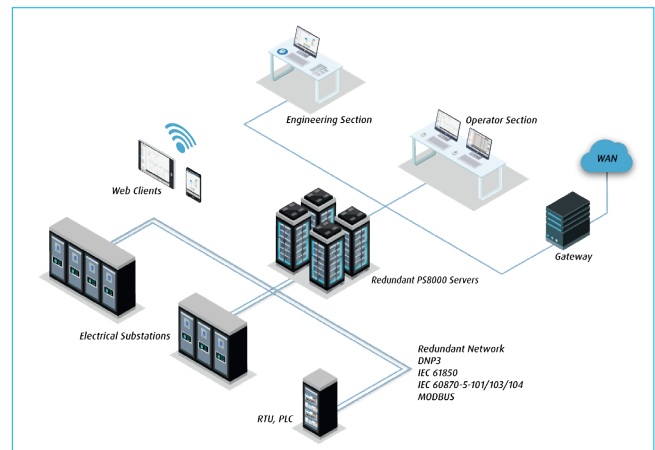 Engineering Section
Operator Section
WAN
Web Clients
Gateway
Redundant PS8000 Servers
Electrical Substations
Redundant Network
DNP3
IEC 61850
IEC 60870-5-101/103/104
MODBUS
RTU, PLC